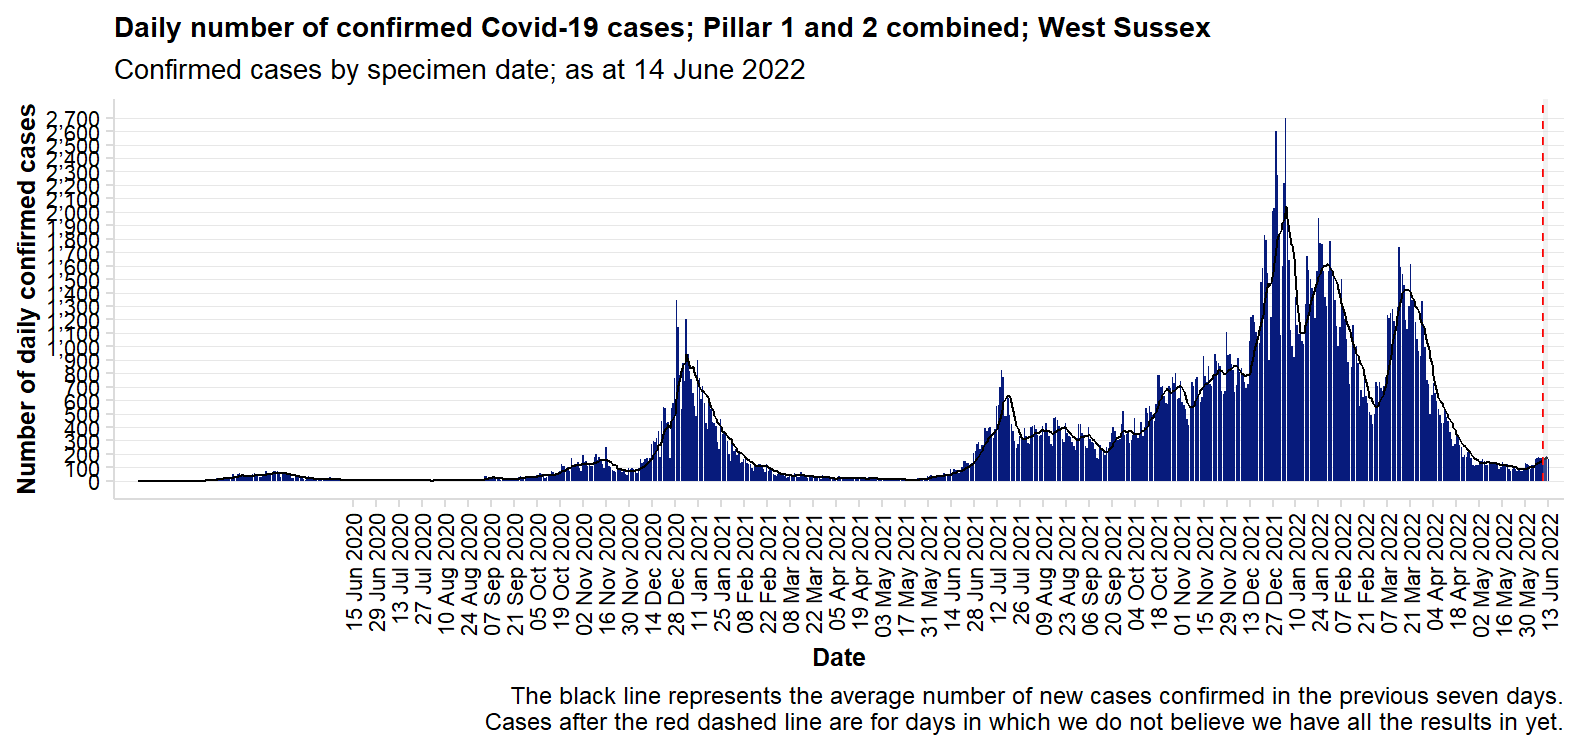 Daily number of confirmed Covid-19 cases; Pillar 1 and 2 combined; West Sussex
Confirmed cases by specimen date; as at 14 June 2022
Number of daily confirmed cases
2,700
2,600
2,500
2,400
2,300
2,200
2,100
2,000
1,900
1,800
1,700
1,600
1,500
1,400
1,300
1,200
1,100
1,000
900
800
700
600
500
400
300
200
100
0
15 Jun 2020
29 Jun 2020
13 Jul 2020
27 Jul 2020
10 Aug 2020
24 Aug 2020
07 Sep 2020
21 Sep 2020
05 Oct 2020
19 Oct 2020
02 Nov 2020
16 Nov 2020
30 Nov 2020
14 Dec 2020
28 Dec 2020
11 Jan 2021
25 Jan 2021
08 Feb 2021
22 Feb 2021
08 Mar 2021
22 Mar 2021
05 Apr 2021
19 Apr 2021
03 May 2021
17 May 2021
31 May 2021
14 Jun 2021
28 Jun 2021
12 Jul 2021
26 Jul 2021
09 Aug 2021
23 Aug 2021
06 Sep 2021
20 Sep 2021
04 Oct 2021
18 Oct 2021
01 Nov 2021
15 Nov 2021
29 Nov 2021
13 Dec 2021
27 Dec 2021
10 Jan 2022
24 Jan 2022
07 Feb 2022
21 Feb 2022
07 Mar 2022
21 Mar 2022
04 Apr 2022
18 Apr 2022
02 May 2022
16 May 2022
30 May 2022
13 Jun 2022
Date
The black line represents the average number of new cases confirmed in the previous seven days.
Cases after the red dashed line are for days in which we do not believe we have all the results in yet.